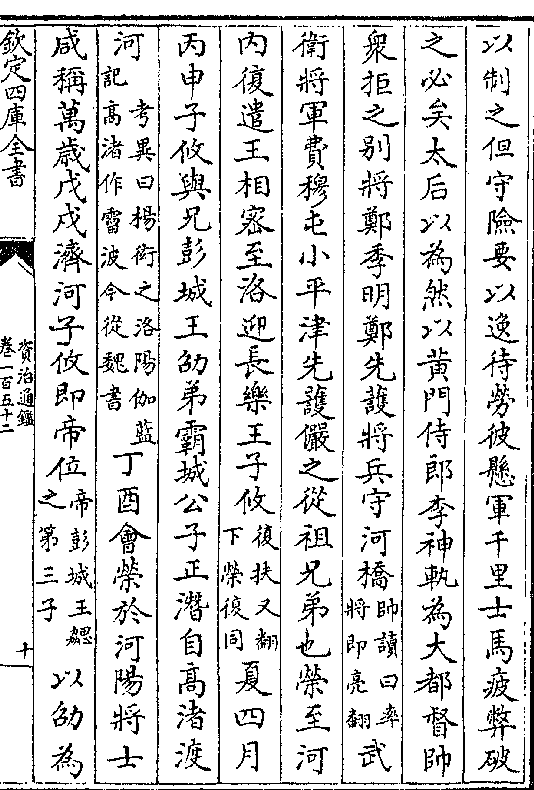 以制之但守險要以逸待勞彼懸軍千里士馬疲弊破
之必矣太后以為然以黄門侍郎李神軌為大都督帥
衆拒之别將鄭季明鄭先護將兵守河橋帥讀曰率將即亮翻武
衛將軍費穆屯小平津先護儼之從祖兄弟也榮至河
内復遣王相密至洛迎長樂王子攸復扶又翻下榮復同夏四月
丙申子攸與兄彭城王劭弟霸城公子正潛自高渚渡
河考異曰楊衒之洛陽伽藍記高渚作雷波今從魏書丁酉會榮於河陽將士
咸稱萬歲戊戌濟河子攸即帝位帝彭城王勰之第三子以劭為
欽定四庫全書
資治通鑑
卷一百五十二
十